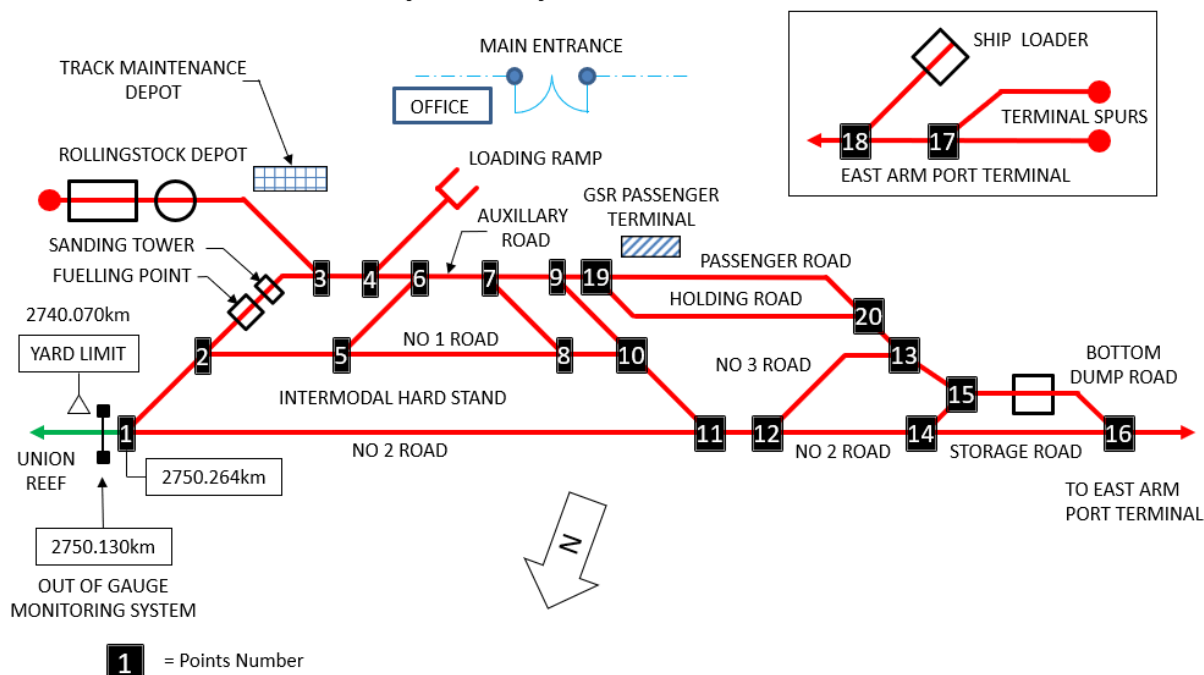 MAIN ENTRANCE
SHIP LOADER
TRACK MAINTENANCE
DEPOT
OFFICE
TERMINAL SPURS
18
17
EAST ARM PORT TERMINAL
ROLLINGSTOCK DEPOT
LOADING RAMP
GSR PASSENGER
TERMINAL
AUXILLARY
ROAD
SANDING TOWER
FUELLING POINT
3
4
6
7
9
19
PASSENGER ROAD
HOLDING ROAD
20
2740.070km
YARD LIMIT
2
5
NO 1 ROAD
8
10
NO 3 ROAD
13
BOTTOM
DUMP ROAD
15
INTERMODAL HARD STAND
1
11
12
14
16
UNION
REEF
NO 2 ROAD
NO 2 ROAD
STORAGE ROAD
2750.264km
TO EAST ARM
PORT TERMINAL
2750.130km
N
OUT OF GAUGE
MONITORING SYSTEM
1 = Points Number